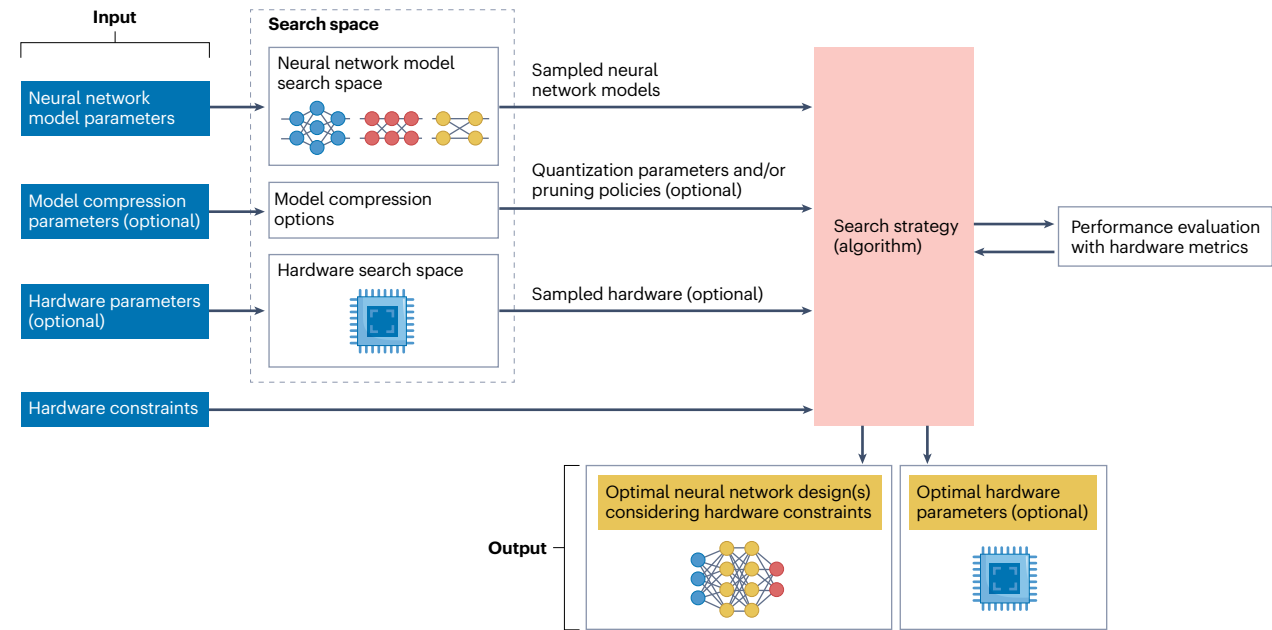 Input
Search space
Neural network
model parameters
Neural network model
search space
Sampled neural
network models
Model compression
parameters (optional)
Model compression
options
Quantization parameters and/or
pruning policies (optional)
Hardware parameters
(optional)
Hardware search space
Sampled hardware (optional)
Hardware constraints
Search strategy
(algorithm)
Performance evaluation
with hardware metrics
Output
Optimal neural network design(s)
considering hardware constraints
Optimal hardware
parameters (optional)